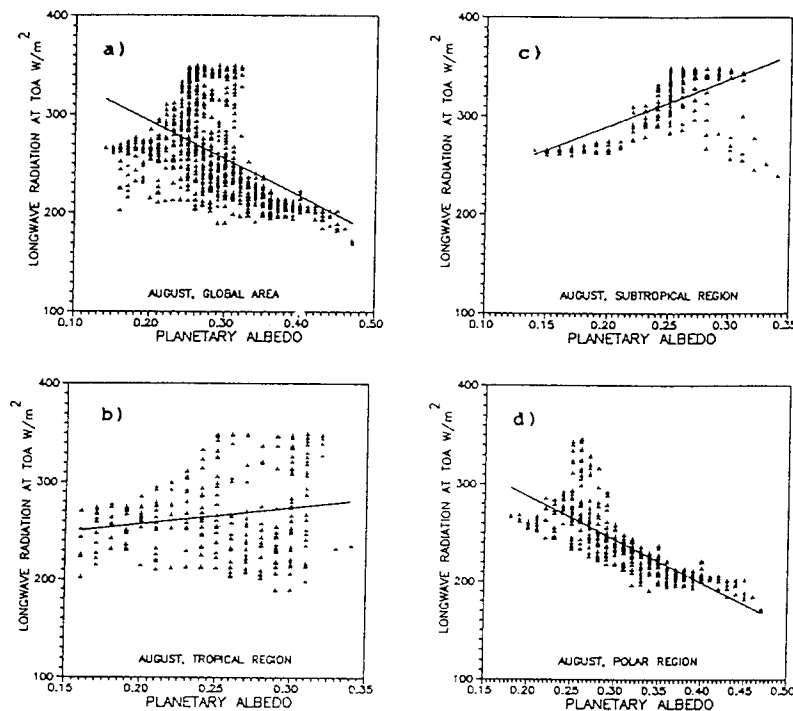 400
300
200
100
LONGWAVE RADIATION AT TOA W/m2
a)
AUGUST, GLOBAL AREA
0.10 0.20 0.30 0.40 0.50
PLANETARY ALBEDO
400
300
200
100
LONGWAVE RADIATION AT TOA W/m2
c)
AUGUST, SUBTROPICAL REGION
0.10 0.15 0.20 0.25 0.30
PLANETARY ALBEDO
400
300
200
100
LONGWAVE RADIATION AT TOA W/m2
b)
AUGUST, TROPICAL REGION
0.15 0.20 0.25 0.30 0.35
PLANETARY ALBEDO
400
300
200
100
LONGWAVE RADIATION AT TOA W/m2
d)
AUGUST, POLAR REGION
0.15 0.20 0.25 0.30 0.35 0.40 0.45 0.50
PLANETARY ALBEDO